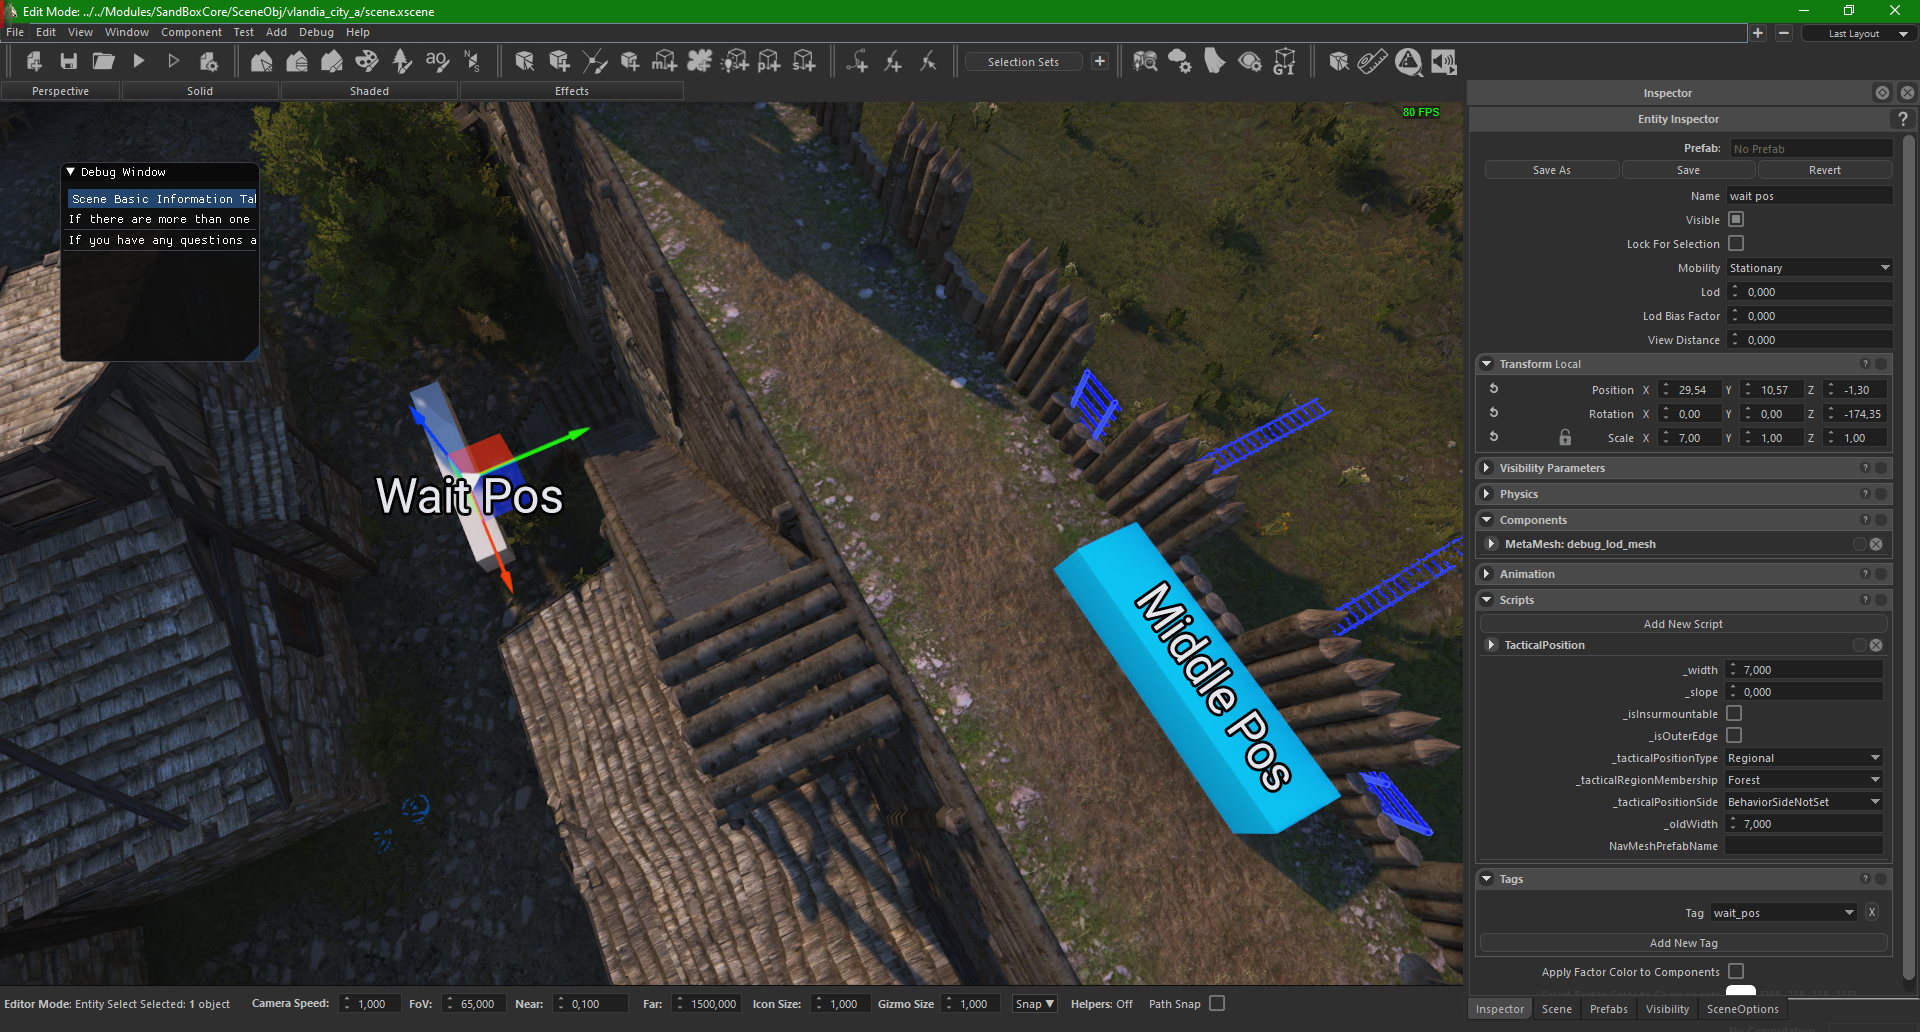 Edit Mode: ../../Modules/SandBoxCore/SceneObj/vlandia_city_a/scene.xscene
File Edit View Window Component Test Add Debug Help
Last Layout
Selection Sets
Perspective Solid Shaded Effects
80 FPS
Debug Window
Scene Basic Information Tab
If there are more than one
If you have any questions a
Wait Pos
Middle Pos
Inspector
Entity Inspector
?
Prefab: No Prefab
Save As Save Revert
Name wait pos
Visible
Lock For Selection
Mobility Stationary
Lod 0,000
Lod Bias Factor 0,000
View Distance 0,000
Transform Local ?
Position X 29,54 Y 10,57 Z -1,30
Rotation X 0,00 Y 0,00 Z -174,35
Scale X 7,00 Y 1,00 Z 1,00
Visibility Parameters ?
Physics ?
Components ?
MetaMesh: debug_lod_mesh
Animation ?
Scripts ?
Add New Script
TacticalPosition
_width 7,000
_slope 0,000
_isInsurmountable
_isOuterEdge
_tacticalPositionType Regional
_tacticalRegionMembership Forest
_tacticalPositionSide BehaviorSideNotSet
_oldWidth 7,000
NavMeshPrefabName
Tags ?
Tag wait_pos X
Add New Tag
Apply Factor Color to Components
Inspector Scene Prefabs Visibility SceneOptions
Editor Mode: Entity Select Selected: 1 object Camera Speed: 1,000 FoV: 65,000 Near: 0,100 Far: 1500,000 Icon Size: 1,000 Gizmo Size 1,000 Snap Helpers: Off Path Snap